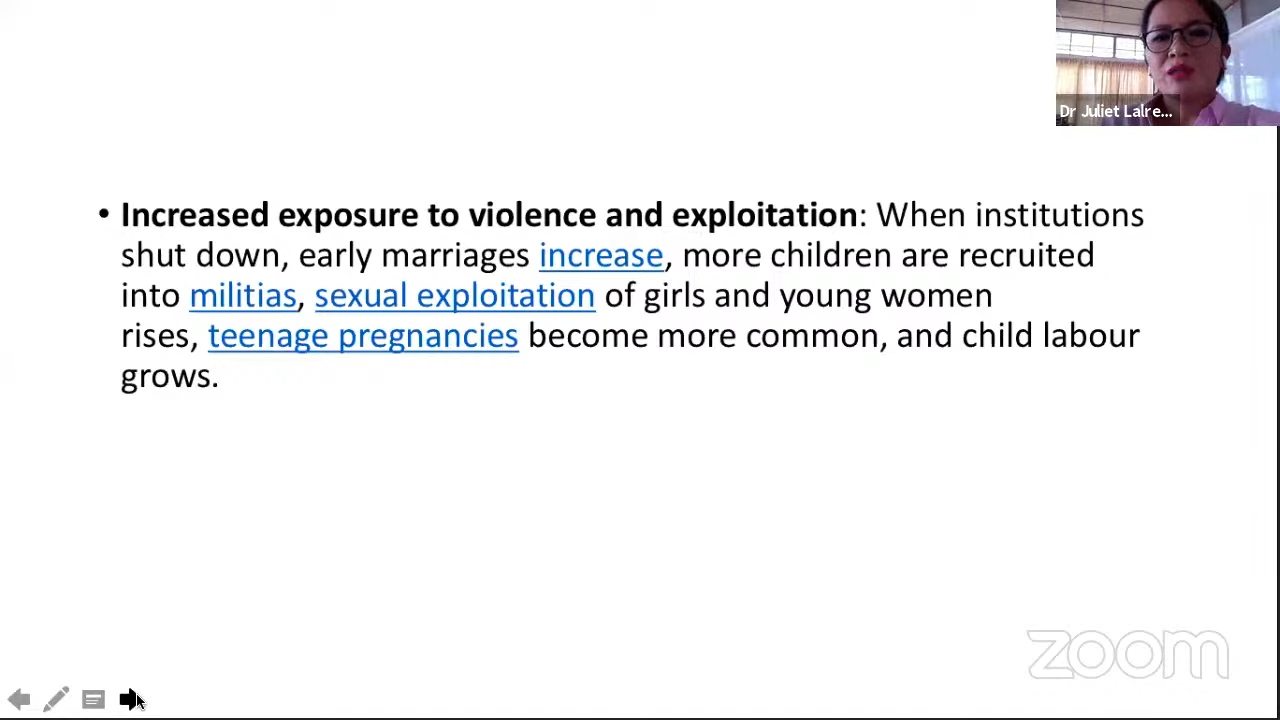 Dr Juliet Lalre...
• Increased exposure to violence and exploitation: When institutions
shut down, early marriages increase, more children are recruited
into militias, sexual exploitation of girls and young women
rises, teenage pregnancies become more common, and child labour
grows.
zoom